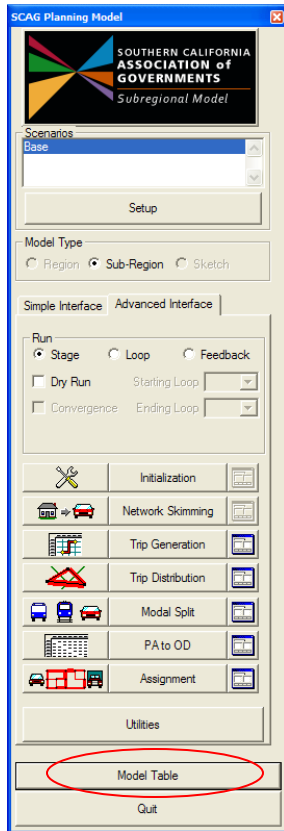 SCAG Planning Model
SOUTHERN CALIFORNIA
ASSOCIATION of
GOVERNMENTS
Subregional Model
Scenarios
Base
Setup
Model Type
Region Sub-Region Sketch
Simple Interface Advanced Interface
Run
Stage Loop Feedback
Dry Run Starting Loop
Convergence Ending Loop
Initialization
Network Skimming
Trip Generation
Trip Distribution
Modal Split
PA to OD
Assignment
Utilities
Model Table
Quit